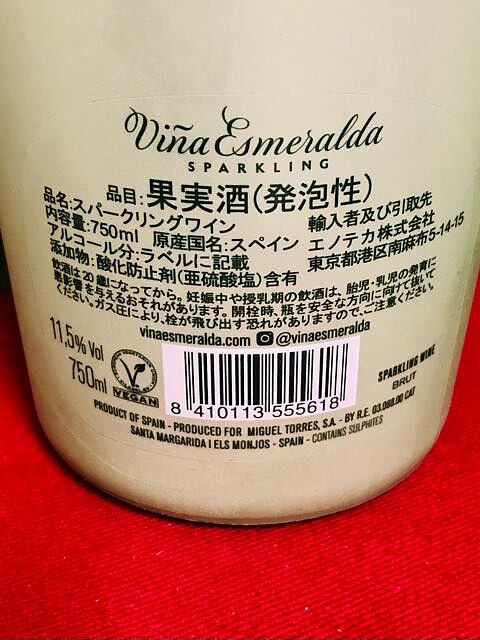 Viña Esmeralda
SPARKLING
品目:果実酒(発泡性)
品名:スパークリングワイン
内容量:750ml 原産国名:スペイン
アルコール分:ラベルに記載
添加物:酸化防止剤(亜硫酸塩)含有
輸入者及び引取先
エノテカ株式会社
東京都港区南麻布5-14-15
飲酒は20歳になってから。妊娠中や授乳期の飲酒は、胎児・乳児の発育に
悪影響を与えるおそれがあります。開栓時、瓶を安全な方向に向けて抜いて
ください。ガス圧により、栓が飛び出す恐れがありますので、ご注意ください。
vinaesmeralda.com @vinaesmeralda
11,5% Vol
750ml
VEGAN
8 410113 555618
SPARKLING WINE
BRUT
PRODUCT OF SPAIN - PRODUCED FOR MIGUEL TORRES, S.A. - BY R.E. 03.088.00 CAT
SANTA MARGARIDA I ELS MONJOS - SPAIN - CONTAINS SULPHITES